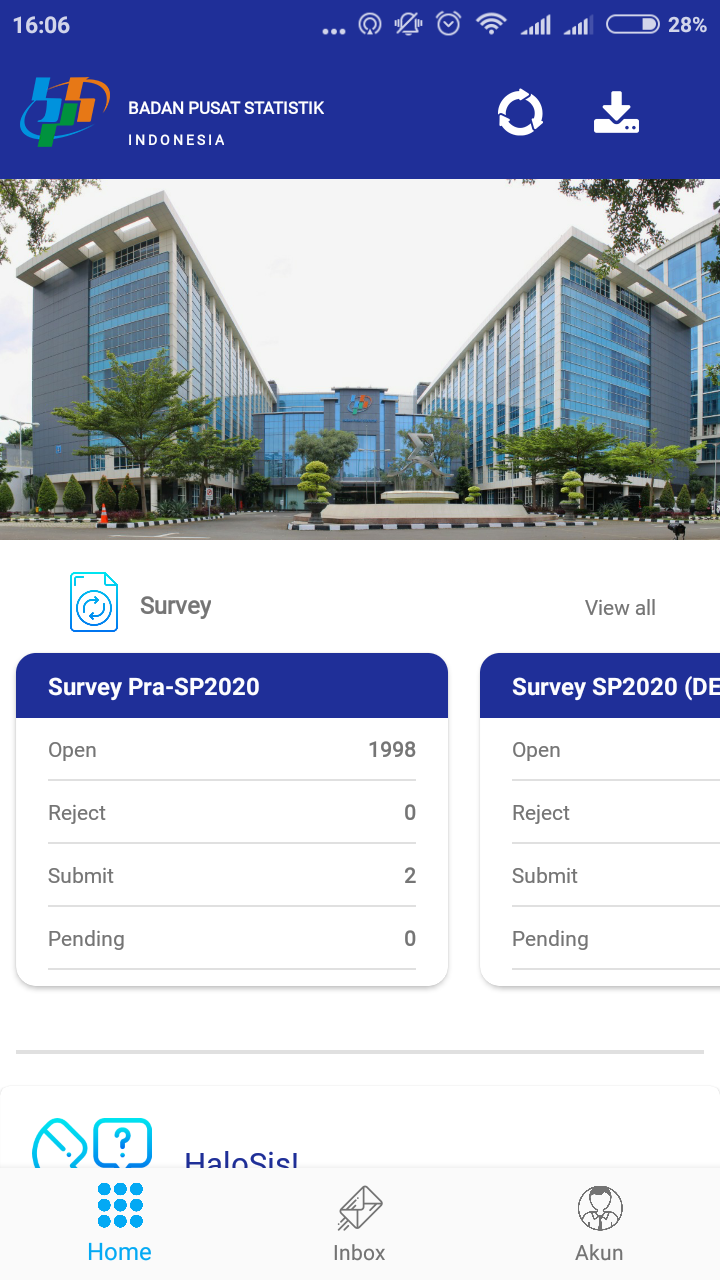 16:06
28%
BADAN PUSAT STATISTIK
INDONESIA
Survey
View all
Survey Pra-SP2020
Open 1998
Reject 0
Submit 2
Pending 0
Survey SP2020 (DE
Open
Reject
Submit
Pending
?
HaloSis!
Home
Inbox
Akun